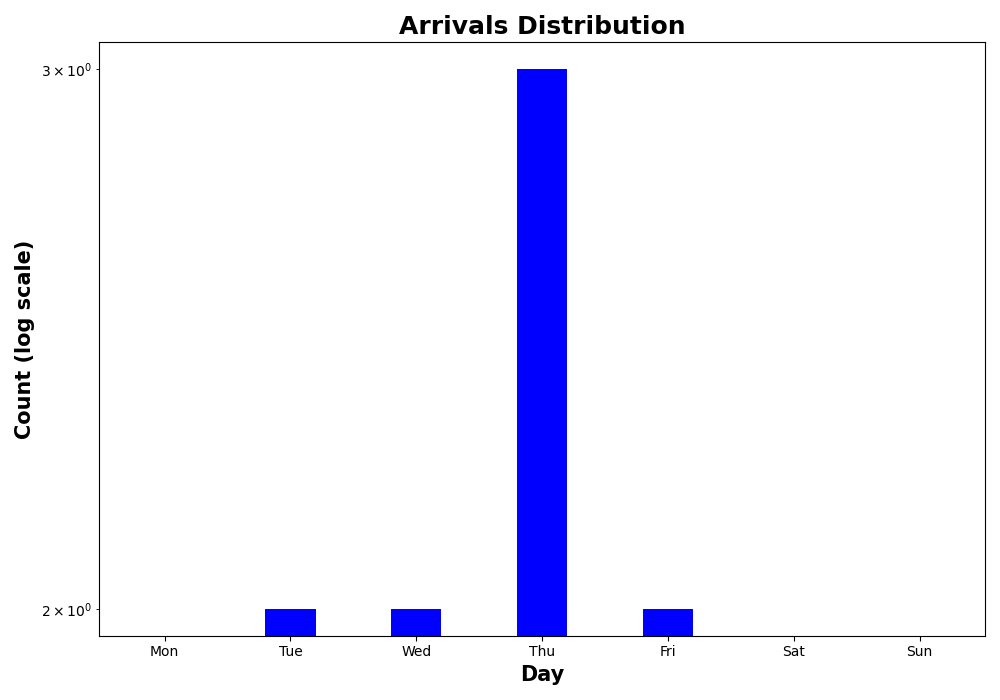 Arrivals Distribution
3 × 10⁰
Count (log scale)
2 × 10⁰
Mon Tue Wed Thu Fri Sat Sun
Day